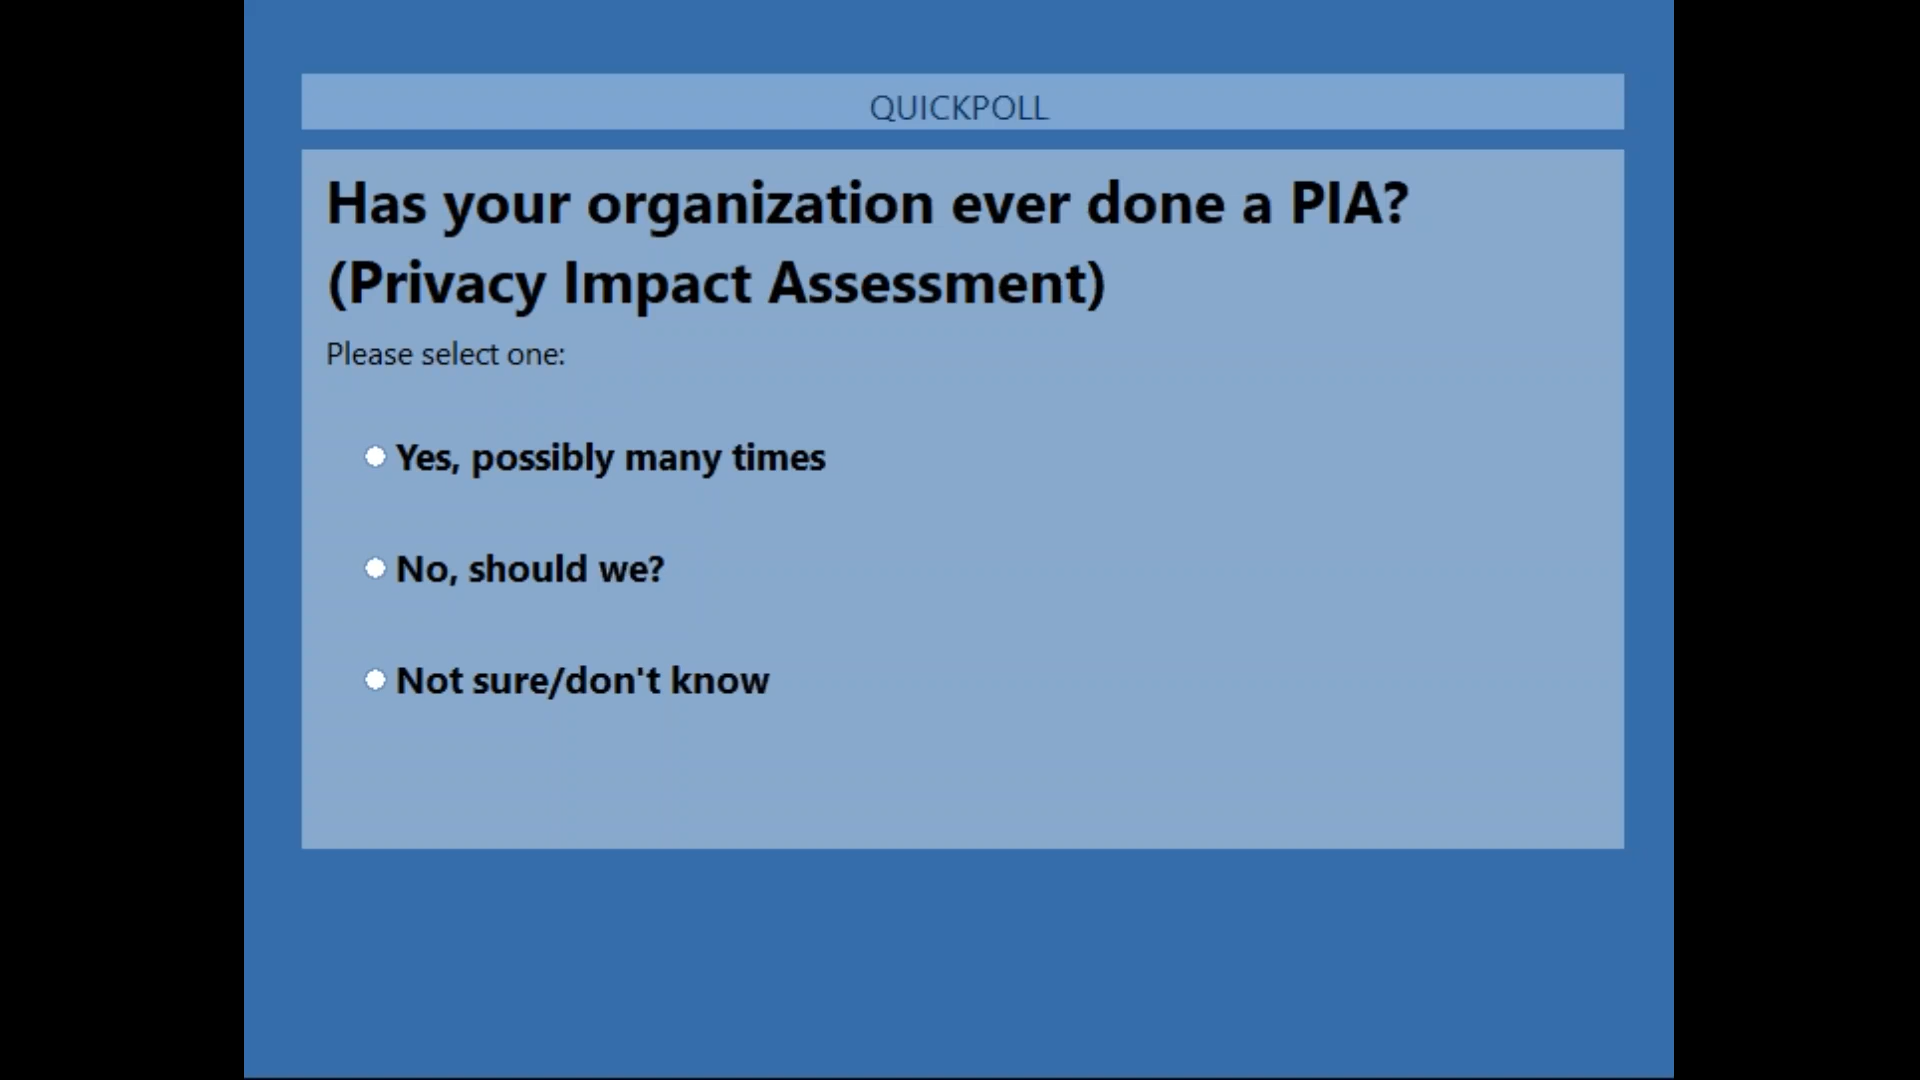 QUICKPOLL
Has your organization ever done a PIA?
(Privacy Impact Assessment)
Please select one:
Yes, possibly many times
No, should we?
Not sure/don't know